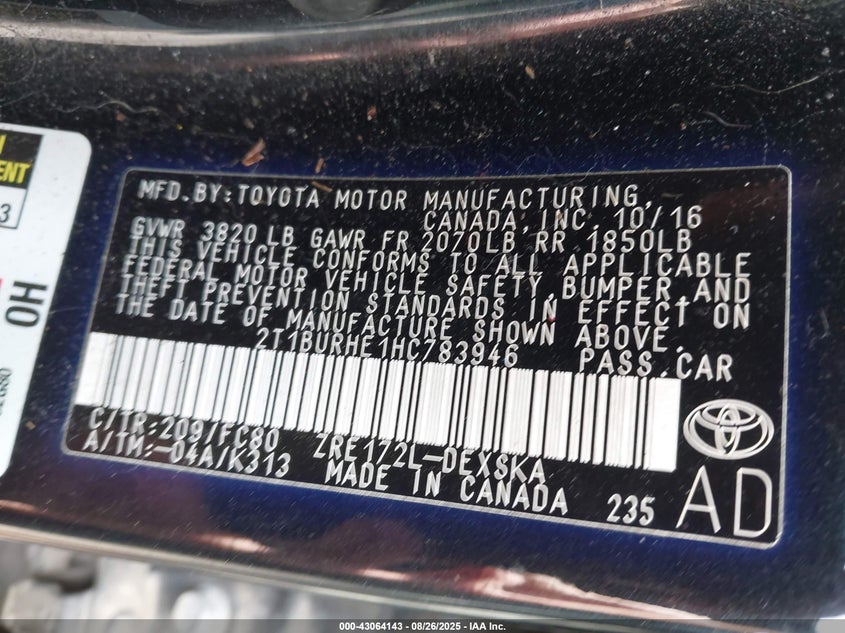 MFD.BY:TOYOTA MOTOR MANUFACTURING,
CANADA,INC. 10/16
GVWR 3820 LB GAWR FR 2070LB RR 1850LB
THIS VEHICLE CONFORMS TO ALL APPLICABLE
FEDERAL MOTOR VEHICLE SAFETY,BUMPER,AND
THEFT PREVENTION STANDARDS IN EFFECT ON
THE DATE OF MANUFACTURE SHOWN ABOVE.
2T1BURHE1HC783946 PASS.CAR
C/TR:209/FC80 ZRE172L-DEXSKA
A/TM:-04A/K313 MADE IN CANADA 235
AD
HO
000-43064143 - 08/26/2025 - IAA Inc.